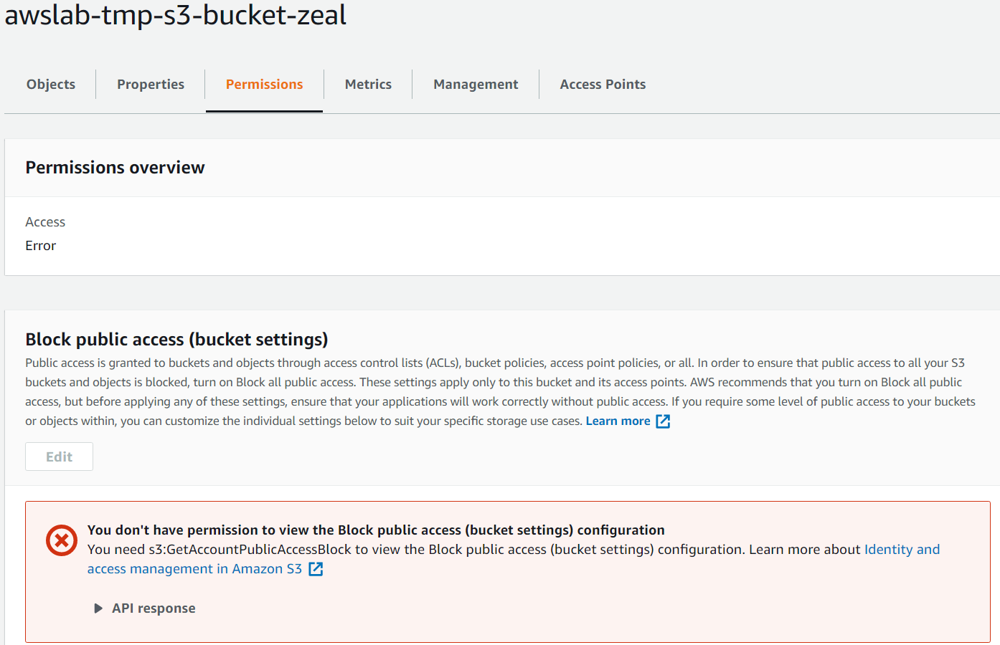 awslab-tmp-s3-bucket-zeal
Objects
Properties
Permissions
Metrics
Management
Access Points
Permissions overview
Access
Error
Block public access (bucket settings)
Public access is granted to buckets and objects through access control lists (ACLs), bucket policies, access point policies, or all. In order to ensure that public access to all your S3
buckets and objects is blocked, turn on Block all public access. These settings apply only to this bucket and its access points. AWS recommends that you turn on Block all public
access, but before applying any of these settings, ensure that your applications will work correctly without public access. If you require some level of public access to your buckets
or objects within, you can customize the individual settings below to suit your specific storage use cases. Learn more
Edit
You don't have permission to view the Block public access (bucket settings) configuration
You need s3:GetAccountPublicAccessBlock to view the Block public access (bucket settings) configuration. Learn more about Identity and
access management in Amazon S3
API response